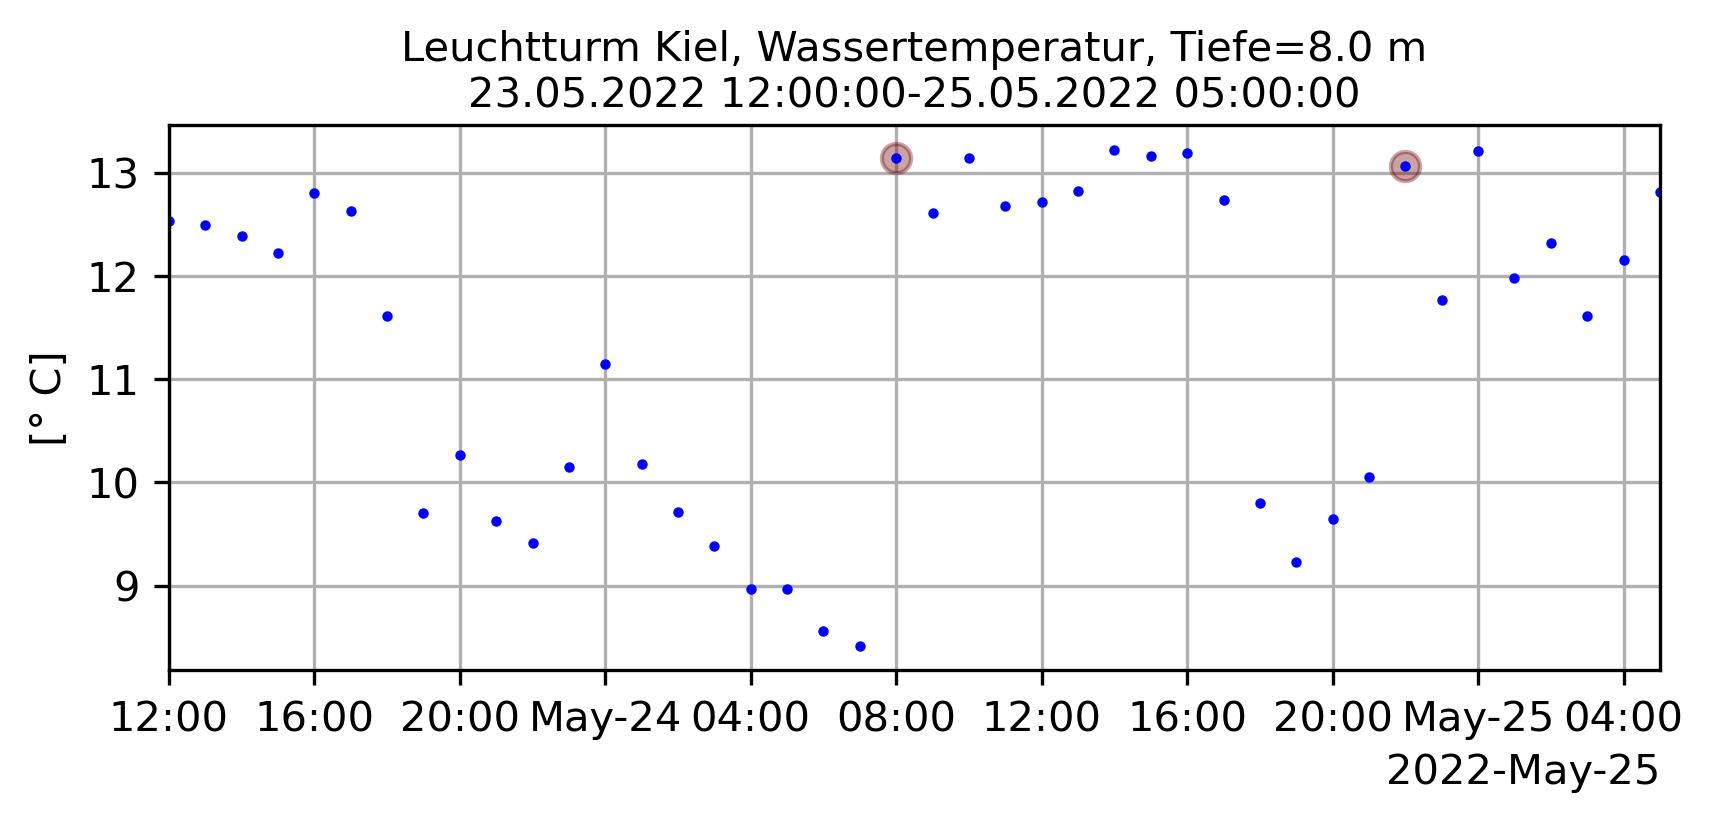 Leuchtturm Kiel, Wassertemperatur, Tiefe=8.0 m
23.05.2022 12:00:00-25.05.2022 05:00:00
[° C]
13
12
11
10
9
12:00 16:00 20:00 May-24 04:00 08:00 12:00 16:00 20:00 May-25 04:00
2022-May-25